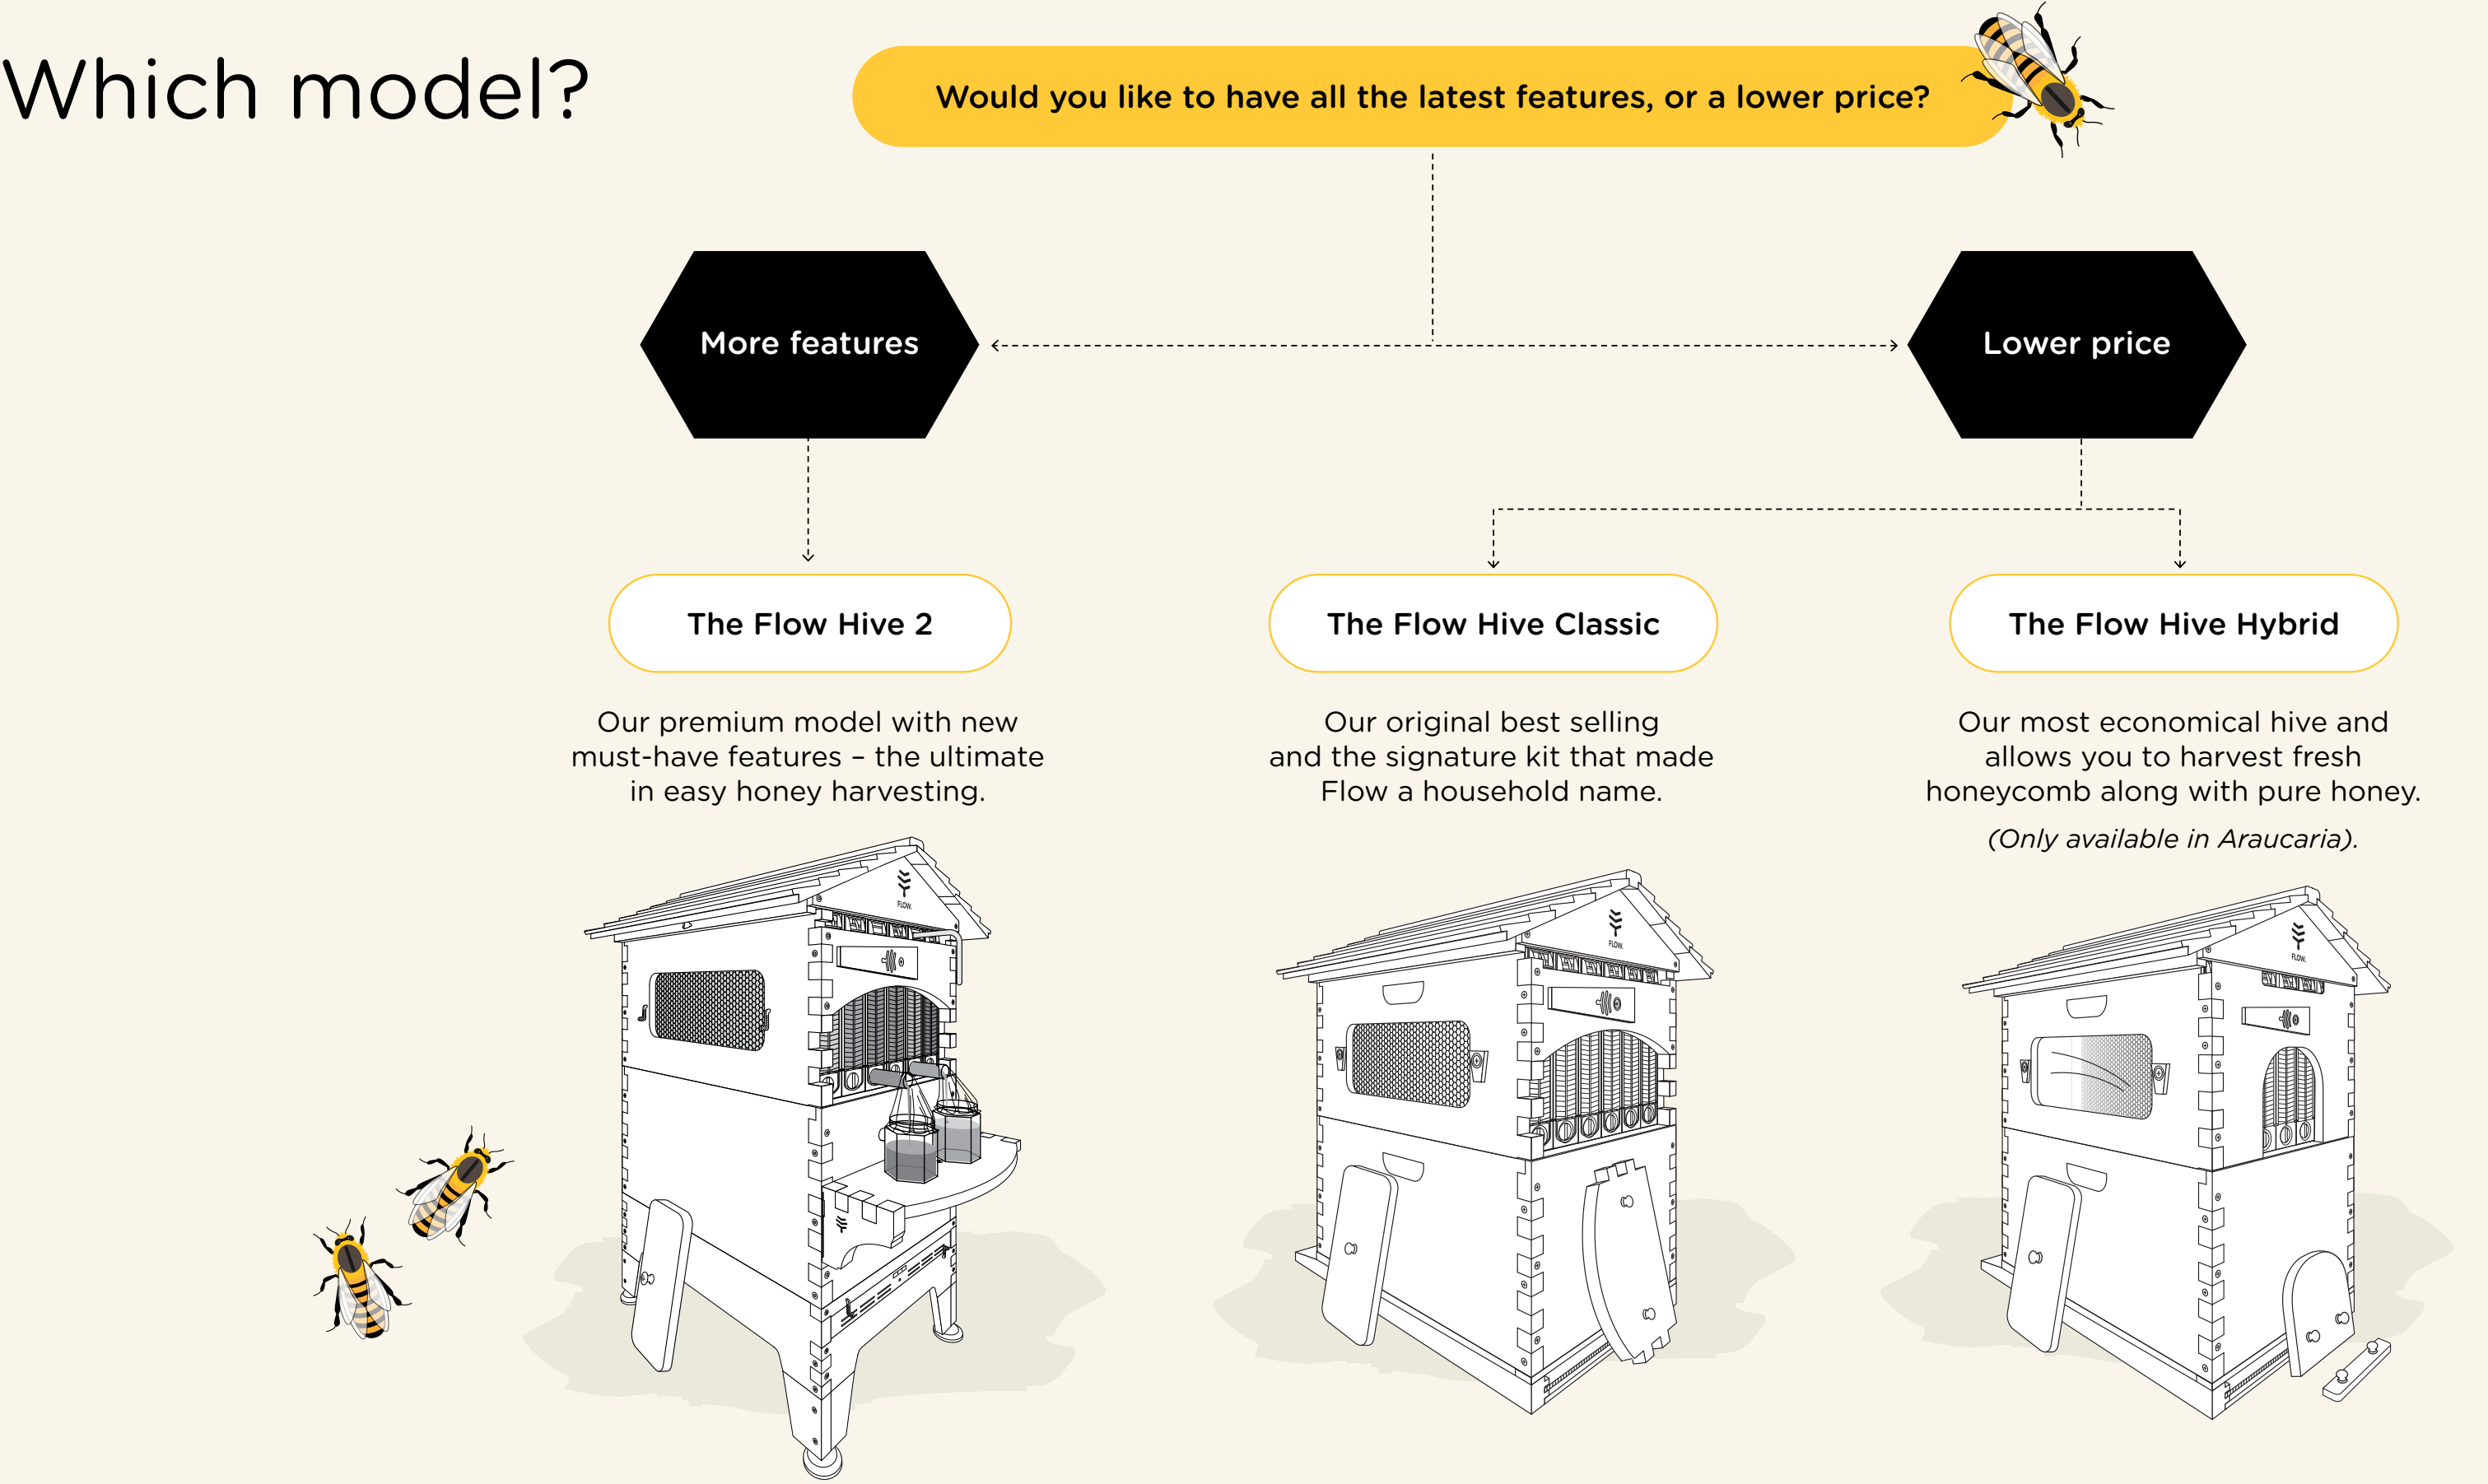 Which model?
Would you like to have all the latest features, or a lower price?
More features
Lower price
The Flow Hive 2
Our premium model with new
must-have features – the ultimate
in easy honey harvesting.
The Flow Hive Classic
Our original best selling
and the signature kit that made
Flow a household name.
The Flow Hive Hybrid
Our most economical hive and
allows you to harvest fresh
honeycomb along with pure honey.
(Only available in Araucaria).
FLOW.
FLOW.
FLOW.